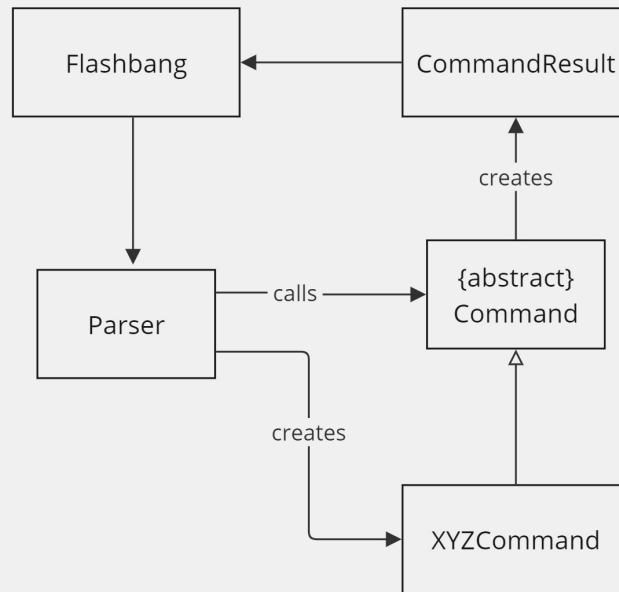 Flashbang
CommandResult
creates
Parser
calls
{abstract}
Command
creates
XYZCommand